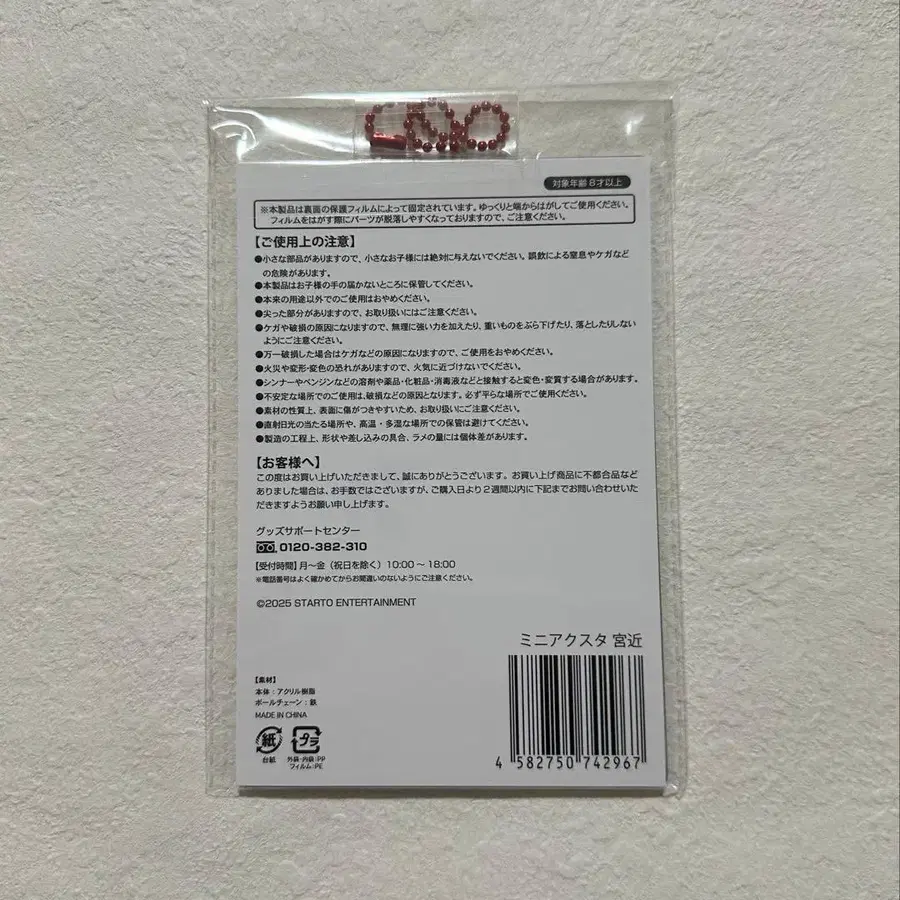 対象年齢 8才以上
※本製品は裏面の保護フィルムによって固定されています。ゆっくりと端からはがしてご使用ください。
フィルムをはがす際にパーツが脱落しやすくなっておりますので、ご注意ください。
【ご使用上の注意】
●小さな部品がありますので、小さなお子様には絶対に与えないでください。誤飲による窒息やケガなど
の危険があります。
●本製品はお子様の手の届かないところに保管してください。
●本来の用途以外でのご使用はおやめください。
●尖った部分がありますので、お取り扱いにはご注意ください。
●ケガや破損の原因になりますので、無理に強い力を加えたり、重いものをぶら下げたり、落としたりしない
ようにご注意ください。
●万一破損した場合はケガなどの原因になりますので、ご使用をおやめください。
●火災や変形・変色の恐れがありますので、火気に近づけないでください。
●シンナーやベンジンなどの溶剤や薬品・化粧品・消毒液などと接触すると変色・変質する場合があります。
●不安定な場所でのご使用は、破損などの原因となります。必ず平らな場所でご使用ください。
●素材の性質上、表面に傷がつきやすいため、お取り扱いにご注意ください。
●直射日光の当たる場所や、高温・多湿な場所での保管は避けてください。
●製造の工程上、形状や差し込みの具合、ラメの量には個体差があります。
【お客様へ】
この度はお買い上げいただきまして、誠にありがとうございます。お買い上げ商品に不都合品など
ありました場合は、お手数ではございますが、ご購入日より2週間以内に下記までお問い合わせいた
だきますようお願い申し上げます。
グッズサポートセンター
0120-382-310
【受付時間】月～金（祝日を除く）10:00～18:00
※電話番号はよく確かめてからお間違いのないようにご注意ください。
©2025 STARTO ENTERTAINMENT
ミニアクスタ 宮近
【素材】
本体：アクリル樹脂
ボールチェーン：鉄
MADE IN CHINA
紙
プラ
台紙
外袋・内袋：PP
フィルム：PE
4 582750 742967